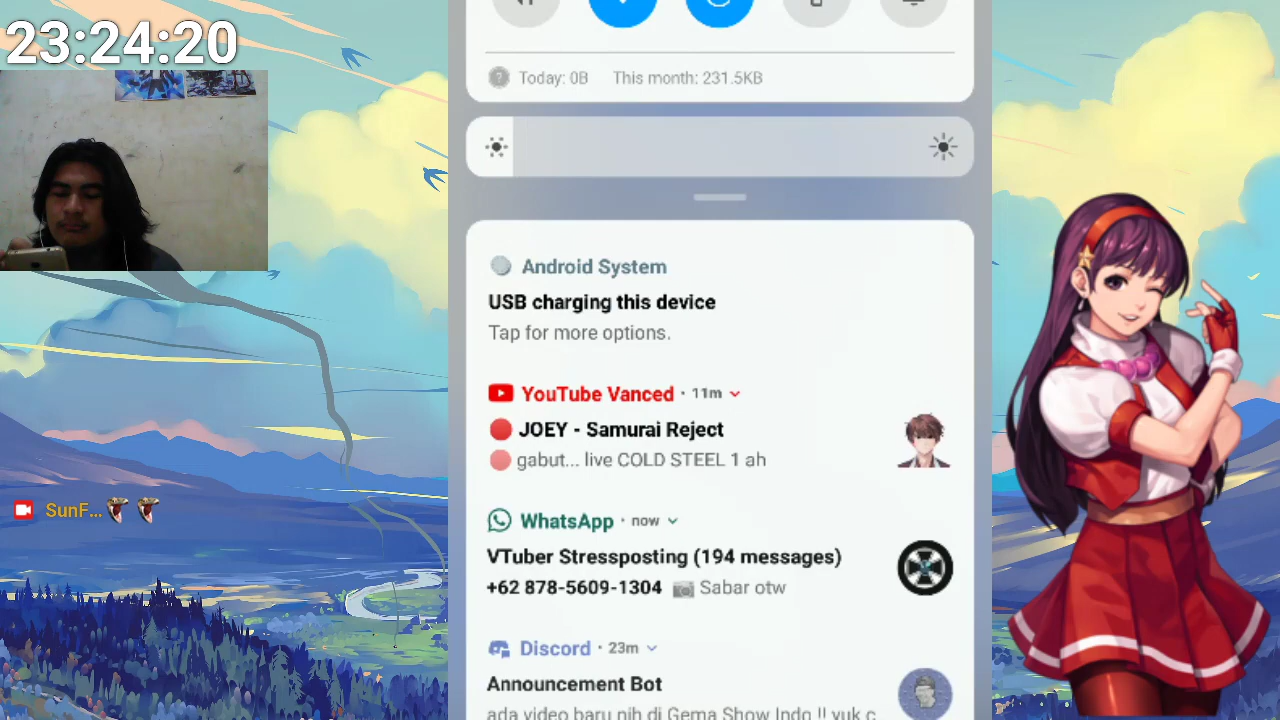 23:24:20
Today: 0B This month: 231.5KB
Android System
USB charging this device
Tap for more options.
YouTube Vanced · 11m
JOEY - Samurai Reject
gabut... live COLD STEEL 1 ah
WhatsApp · now
VTuber Stressposting (194 messages)
+62 878-5609-1304 Sabar otw
Discord · 23m
Announcement Bot
ada video baru nih di Gema Show Indo !! yuk c...
SunF...